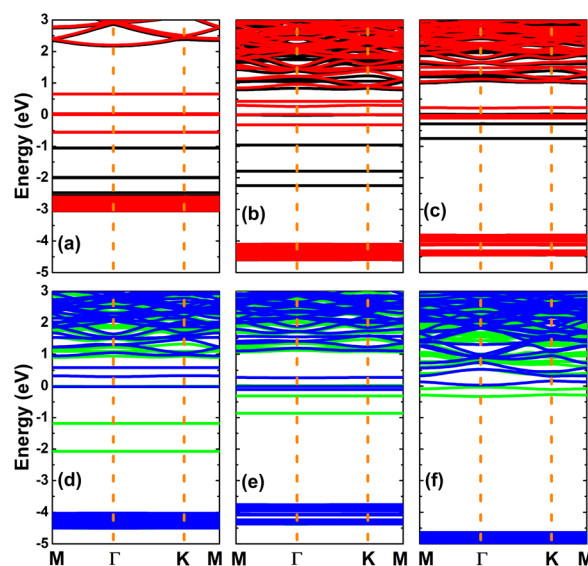 3
2
1
0
-1
-2
-3
-4
-5
Energy (eV)
(a)
(b)
(c)
3
2
1
0
-1
-2
-3
-4
-5
Energy (eV)
(d)
(e)
(f)
M Γ K M Γ K M Γ K M